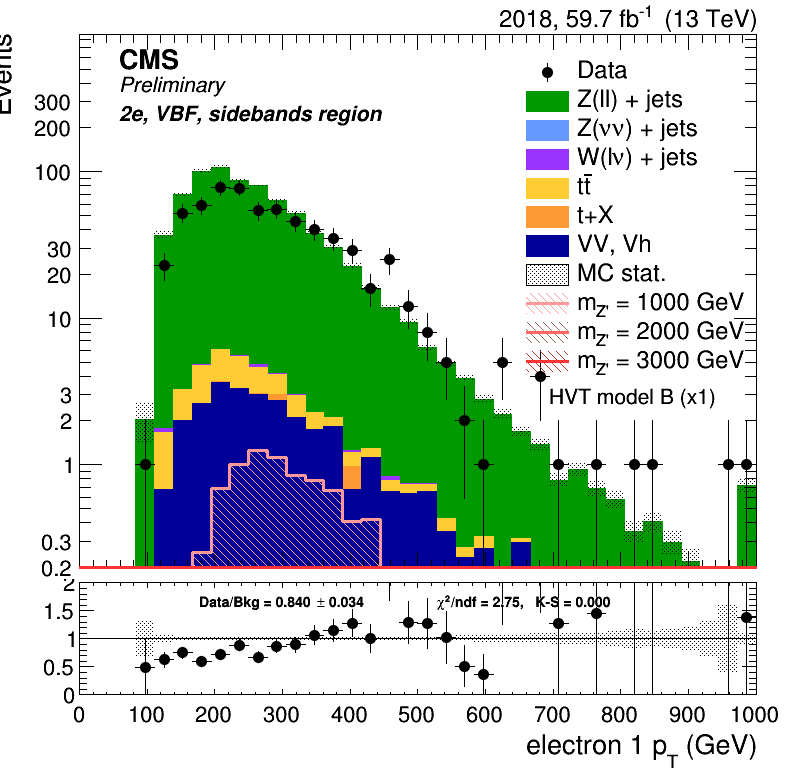 2018, 59.7 fb⁻¹ (13 TeV)
Events
CMS
Preliminary
2e, VBF, sidebands region
Data
Z(ll) + jets
Z(νν) + jets
W(lν) + jets
tt̄
t+X
VV, Vh
MC stat.
m_Z' = 1000 GeV
m_Z' = 2000 GeV
m_Z' = 3000 GeV
HVT model B (x1)
300
200
100
30
20
10
3
2
1
0.3
0.2
Data/Bkg = 0.840 ± 0.034
χ²/ndf = 2.75, K-S = 0.000
2
1.5
1
0.5
0
0 100 200 300 400 500 600 700 800 900 1000
electron 1 p_T (GeV)